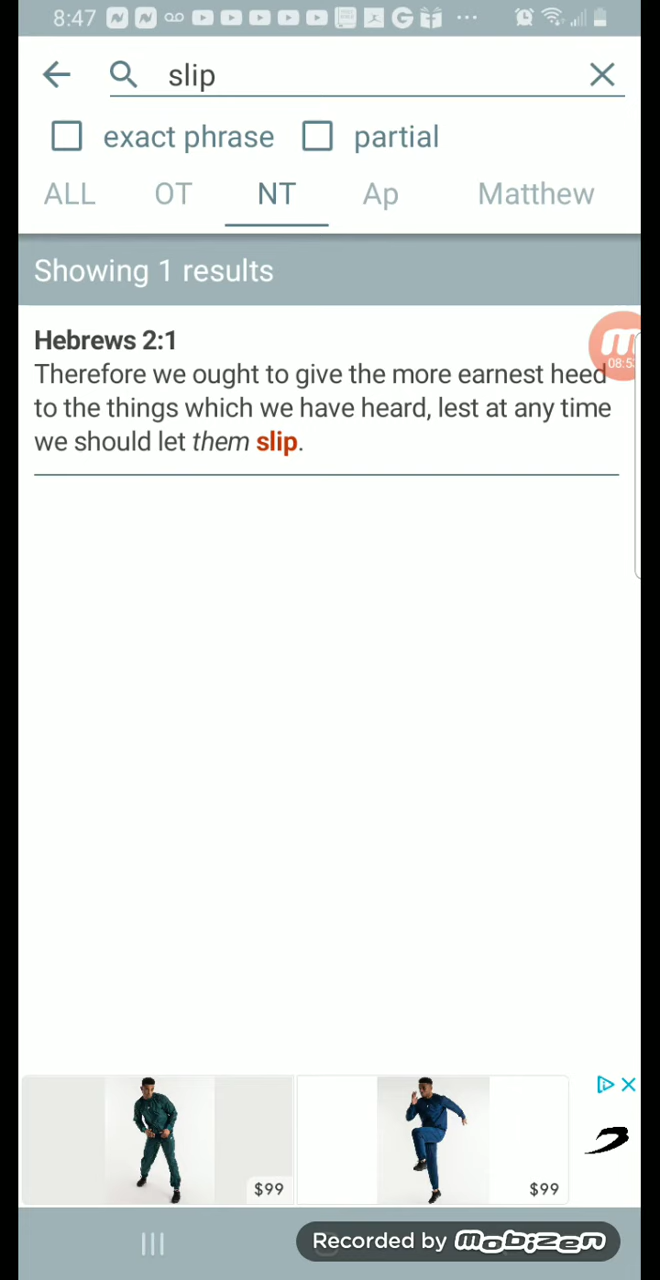 8:47
slip
exact phrase partial
ALL OT NT Ap Matthew
Showing 1 results
Hebrews 2:1
Therefore we ought to give the more earnest heed
to the things which we have heard, lest at any time
we should let them slip.
$99 $99
Recorded by mobizen